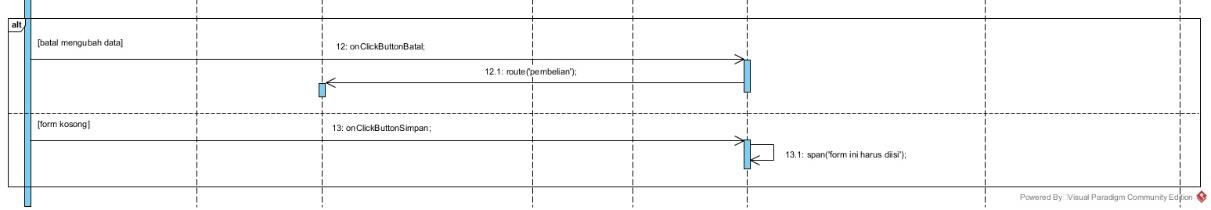 alt
[batal mengubah data]
12: onClickButtonBatal;
12.1: route('pembelian');
[form kosong]
13: onClickButtonSimpan;
13.1: span('form ini harus diisi');
Powered By: Visual Paradigm Community Edition